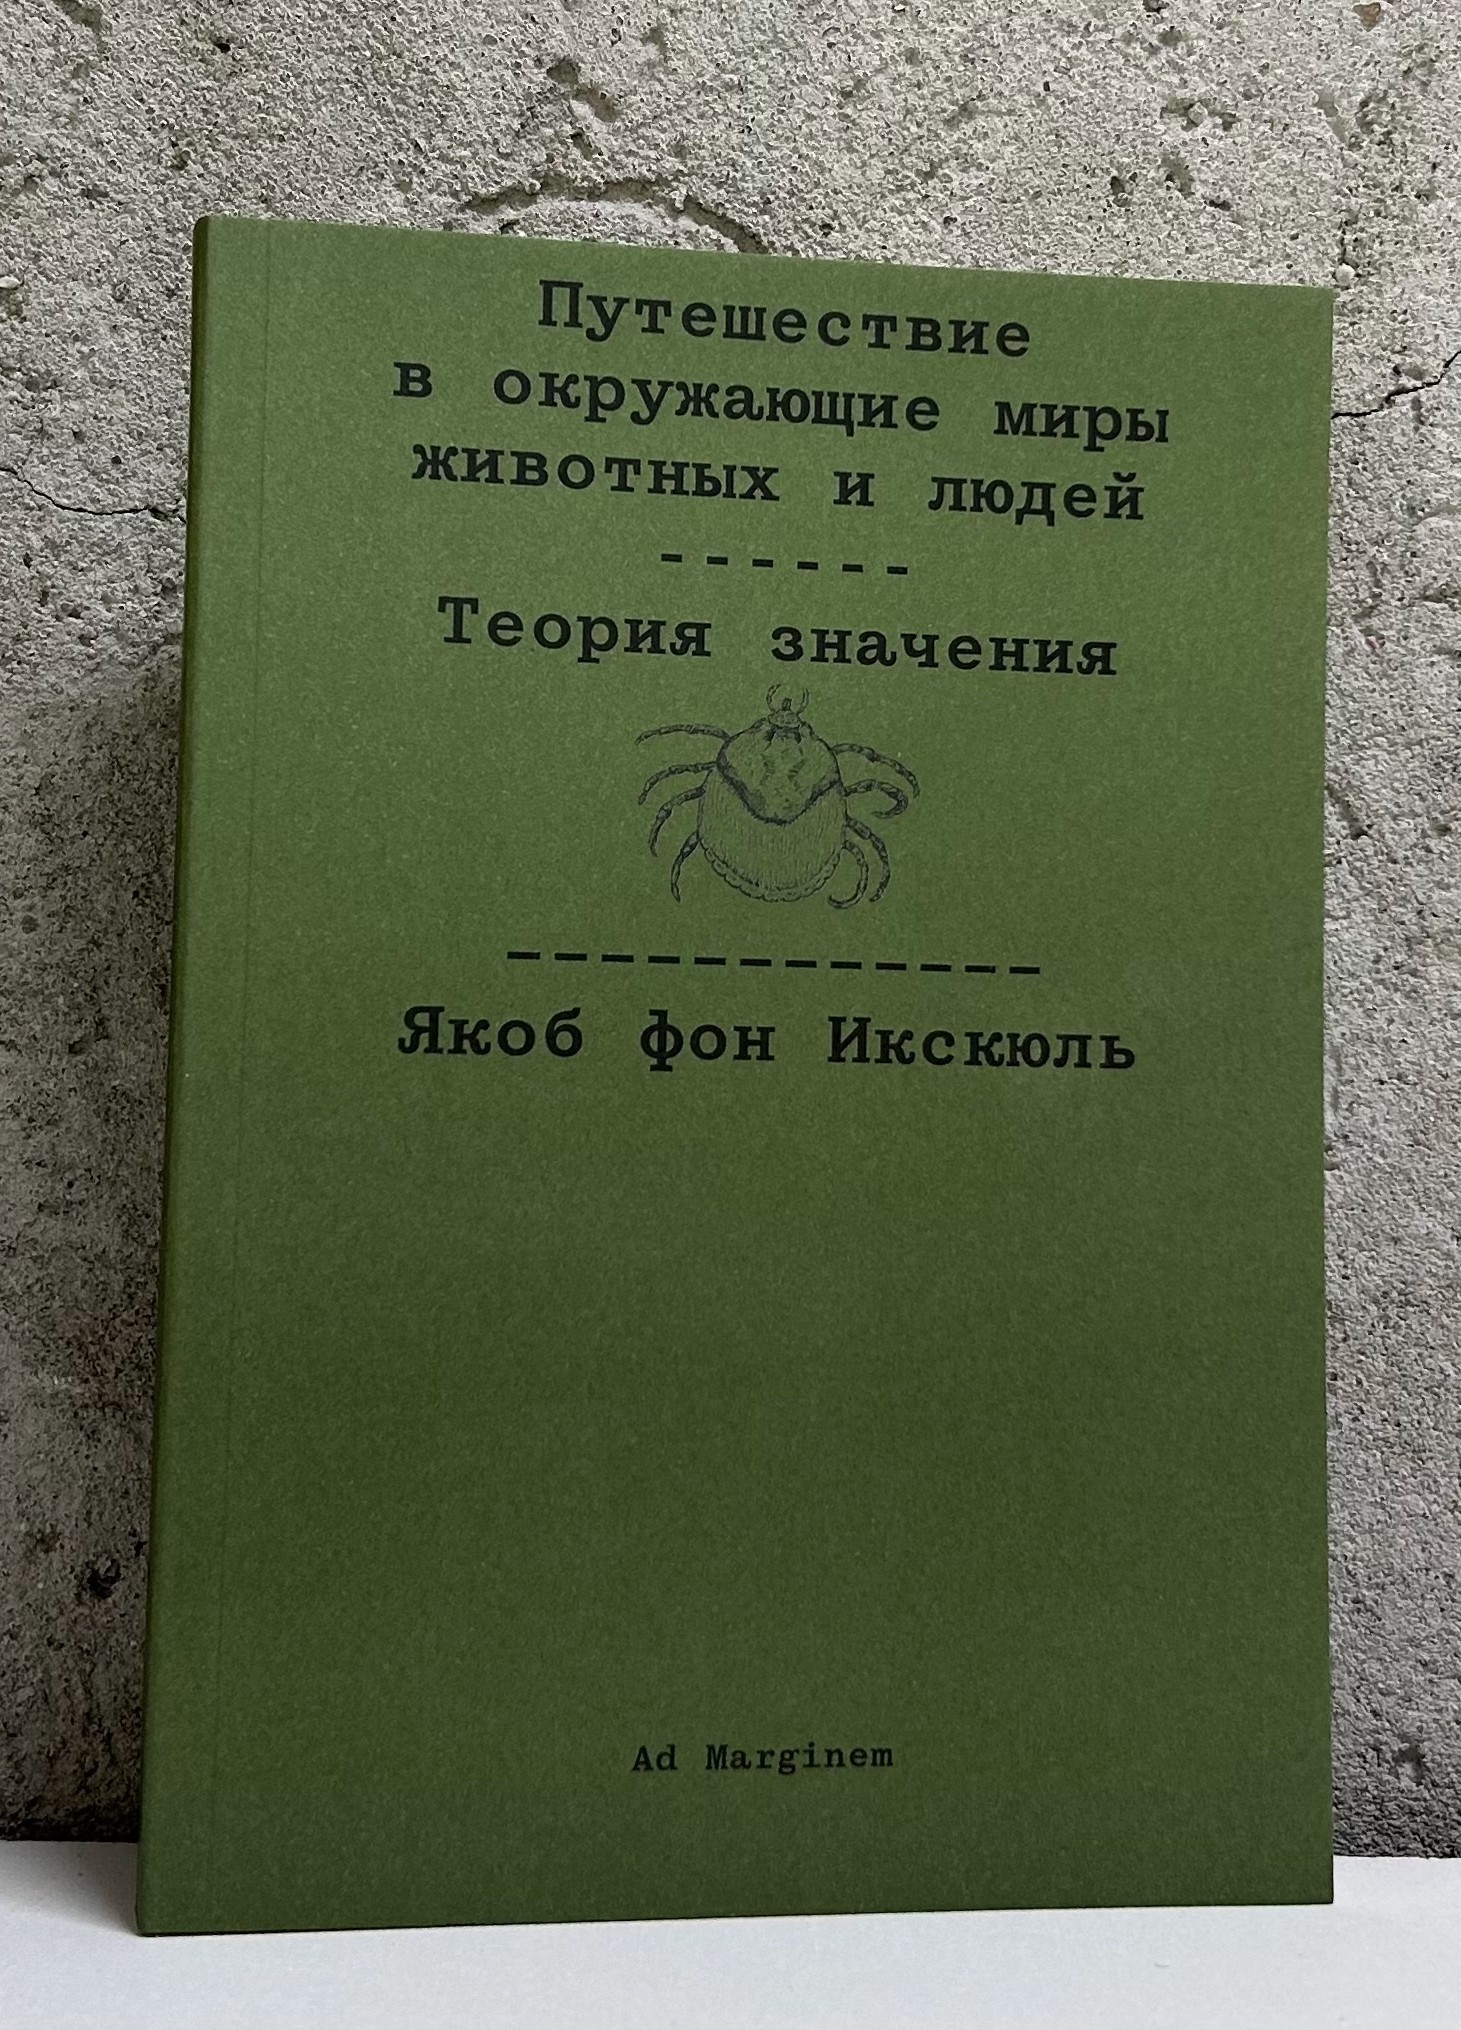 Путешествие
в окружающие миры
животных и людей
------
Теория значения
------------
Якоб фон Икскюль
Ad Marginem